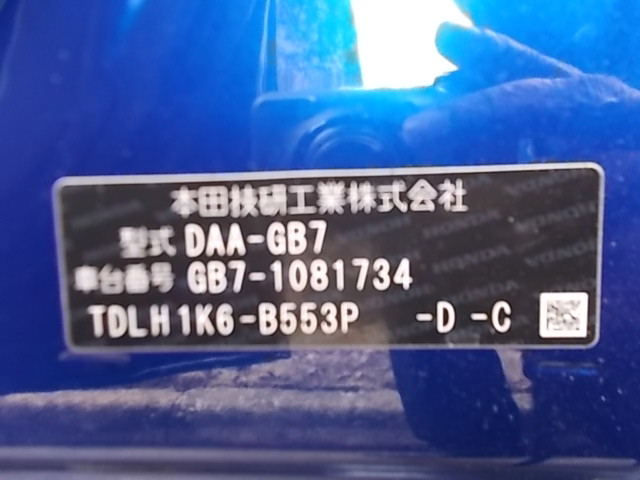 本田技研工業株式会社
型式 DAA-GB7
車台番号 GB7-1081734
TDLH1K6-B553P -D -C